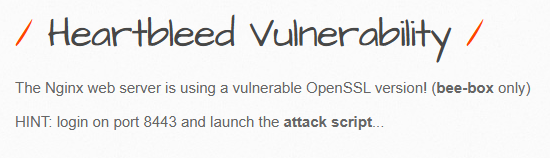 / Heartbleed Vulnerability /
The Nginx web server is using a vulnerable OpenSSL version! (bee-box only)
HINT: login on port 8443 and launch the attack script...